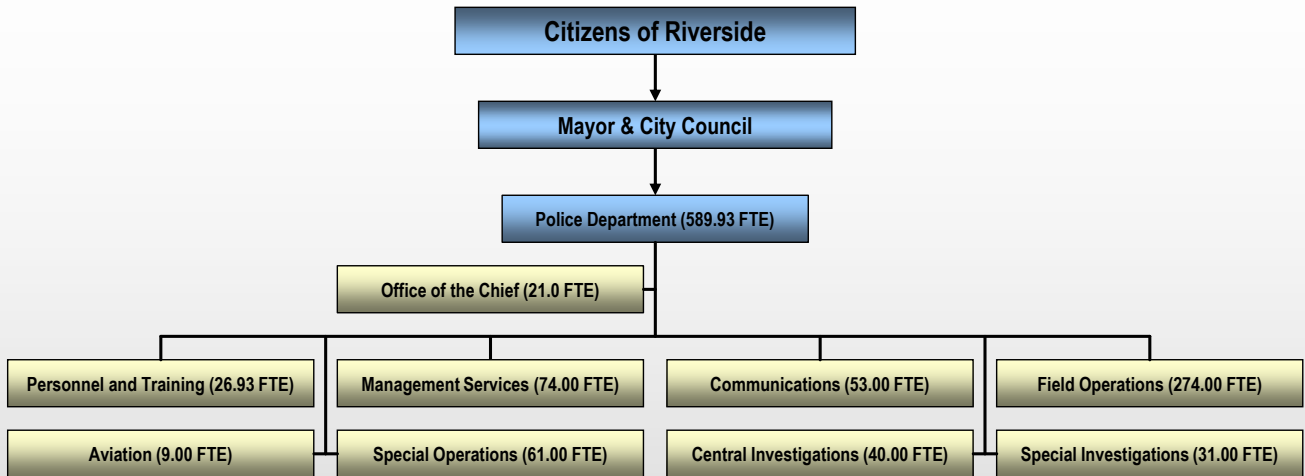 Citizens of Riverside
Mayor & City Council
Police Department (589.93 FTE)
Office of the Chief (21.0 FTE)
Personnel and Training (26.93 FTE)
Management Services (74.00 FTE)
Communications (53.00 FTE)
Field Operations (274.00 FTE)
Aviation (9.00 FTE)
Special Operations (61.00 FTE)
Central Investigations (40.00 FTE)
Special Investigations (31.00 FTE)